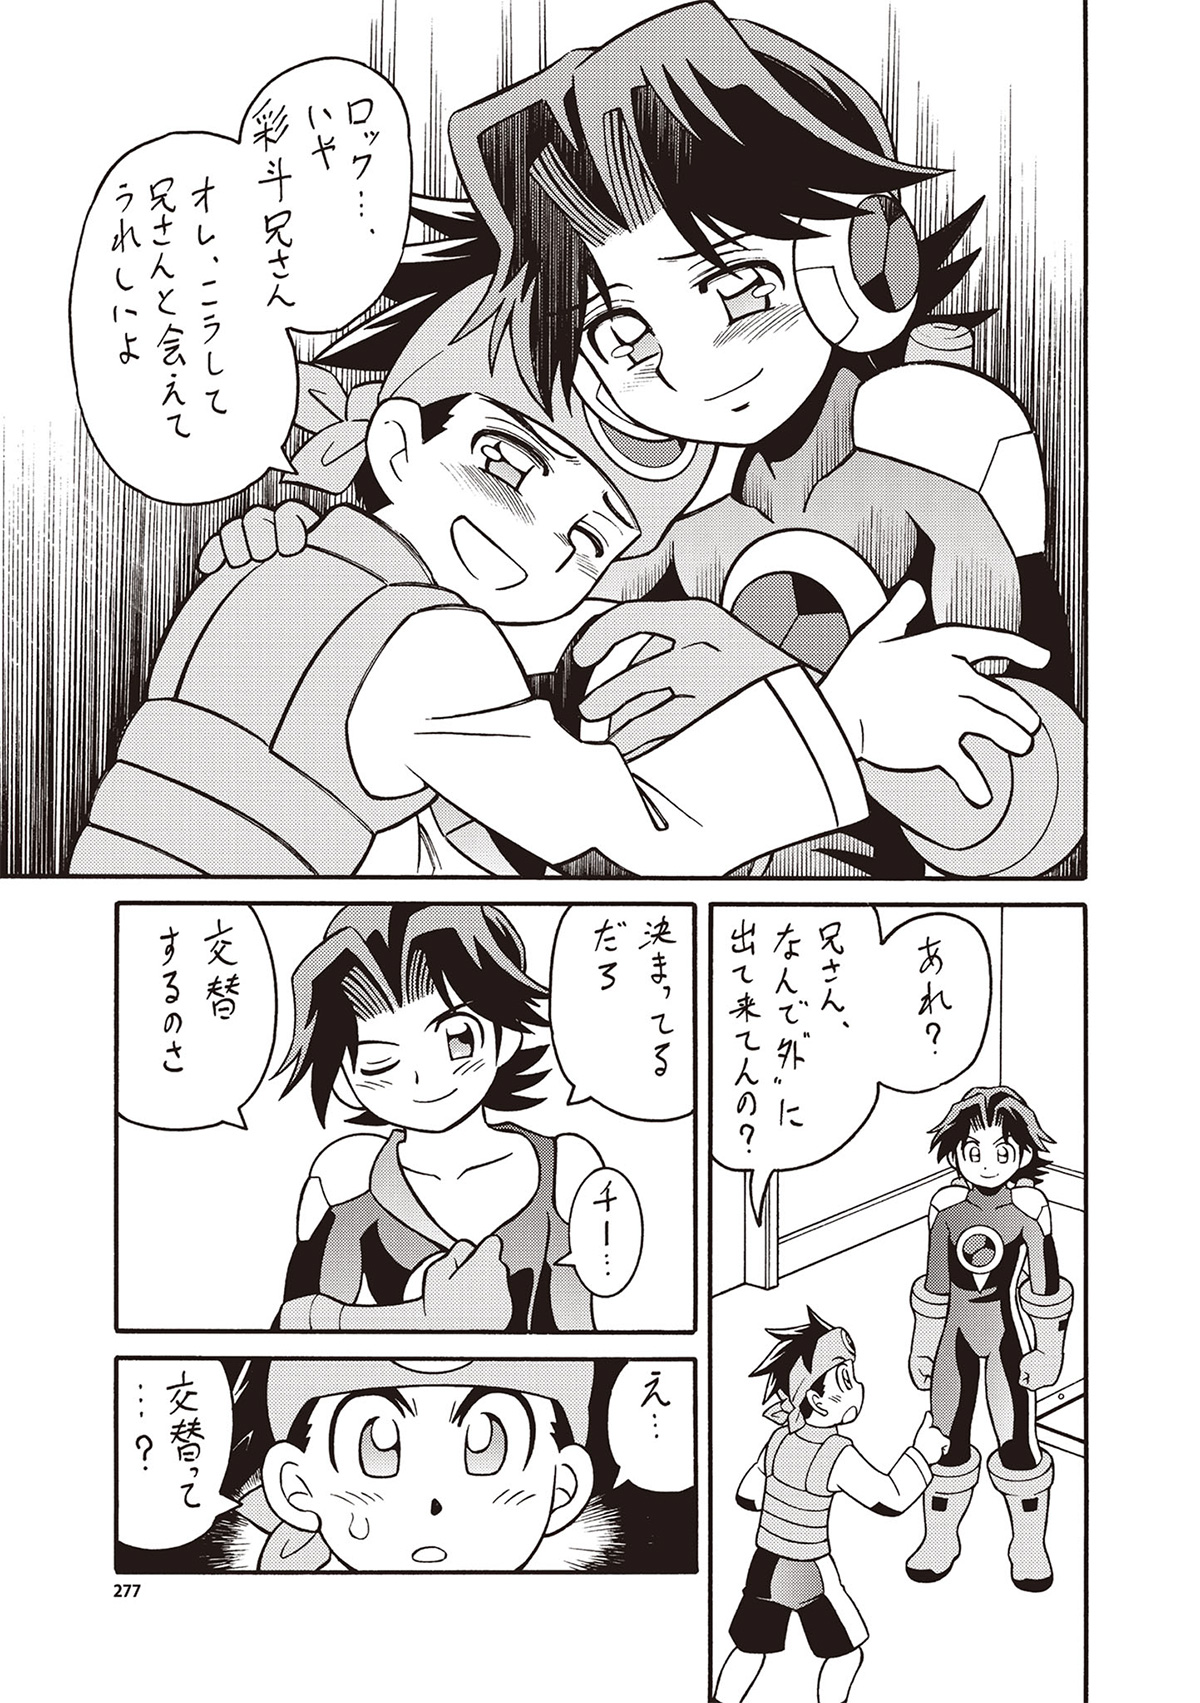 ロック…、
いや
彩斗兄さん
オレ、こうして
兄さんと会えて
うれしいよ
あれ？
兄さん、
なんで“外”に
出て来てんの？
決まってる
だろ
交替
するのさ
チー…
え…
交替って
…？
277